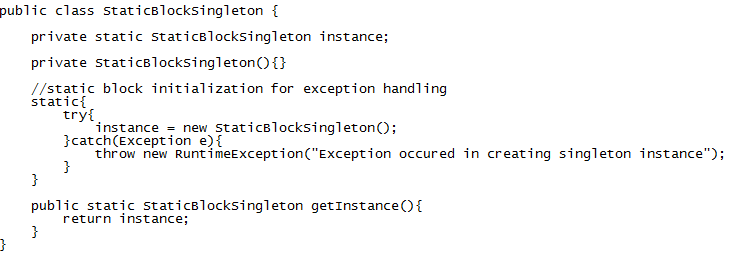 public class StaticBlockSingleton {
private static StaticBlockSingleton instance;
private StaticBlockSingleton(){}
//static block initialization for exception handling
static{
try{
instance = new StaticBlockSingleton();
}catch(Exception e){
throw new RuntimeException("Exception occured in creating singleton instance");
}
}
public static StaticBlockSingleton getInstance(){
return instance;
}
}